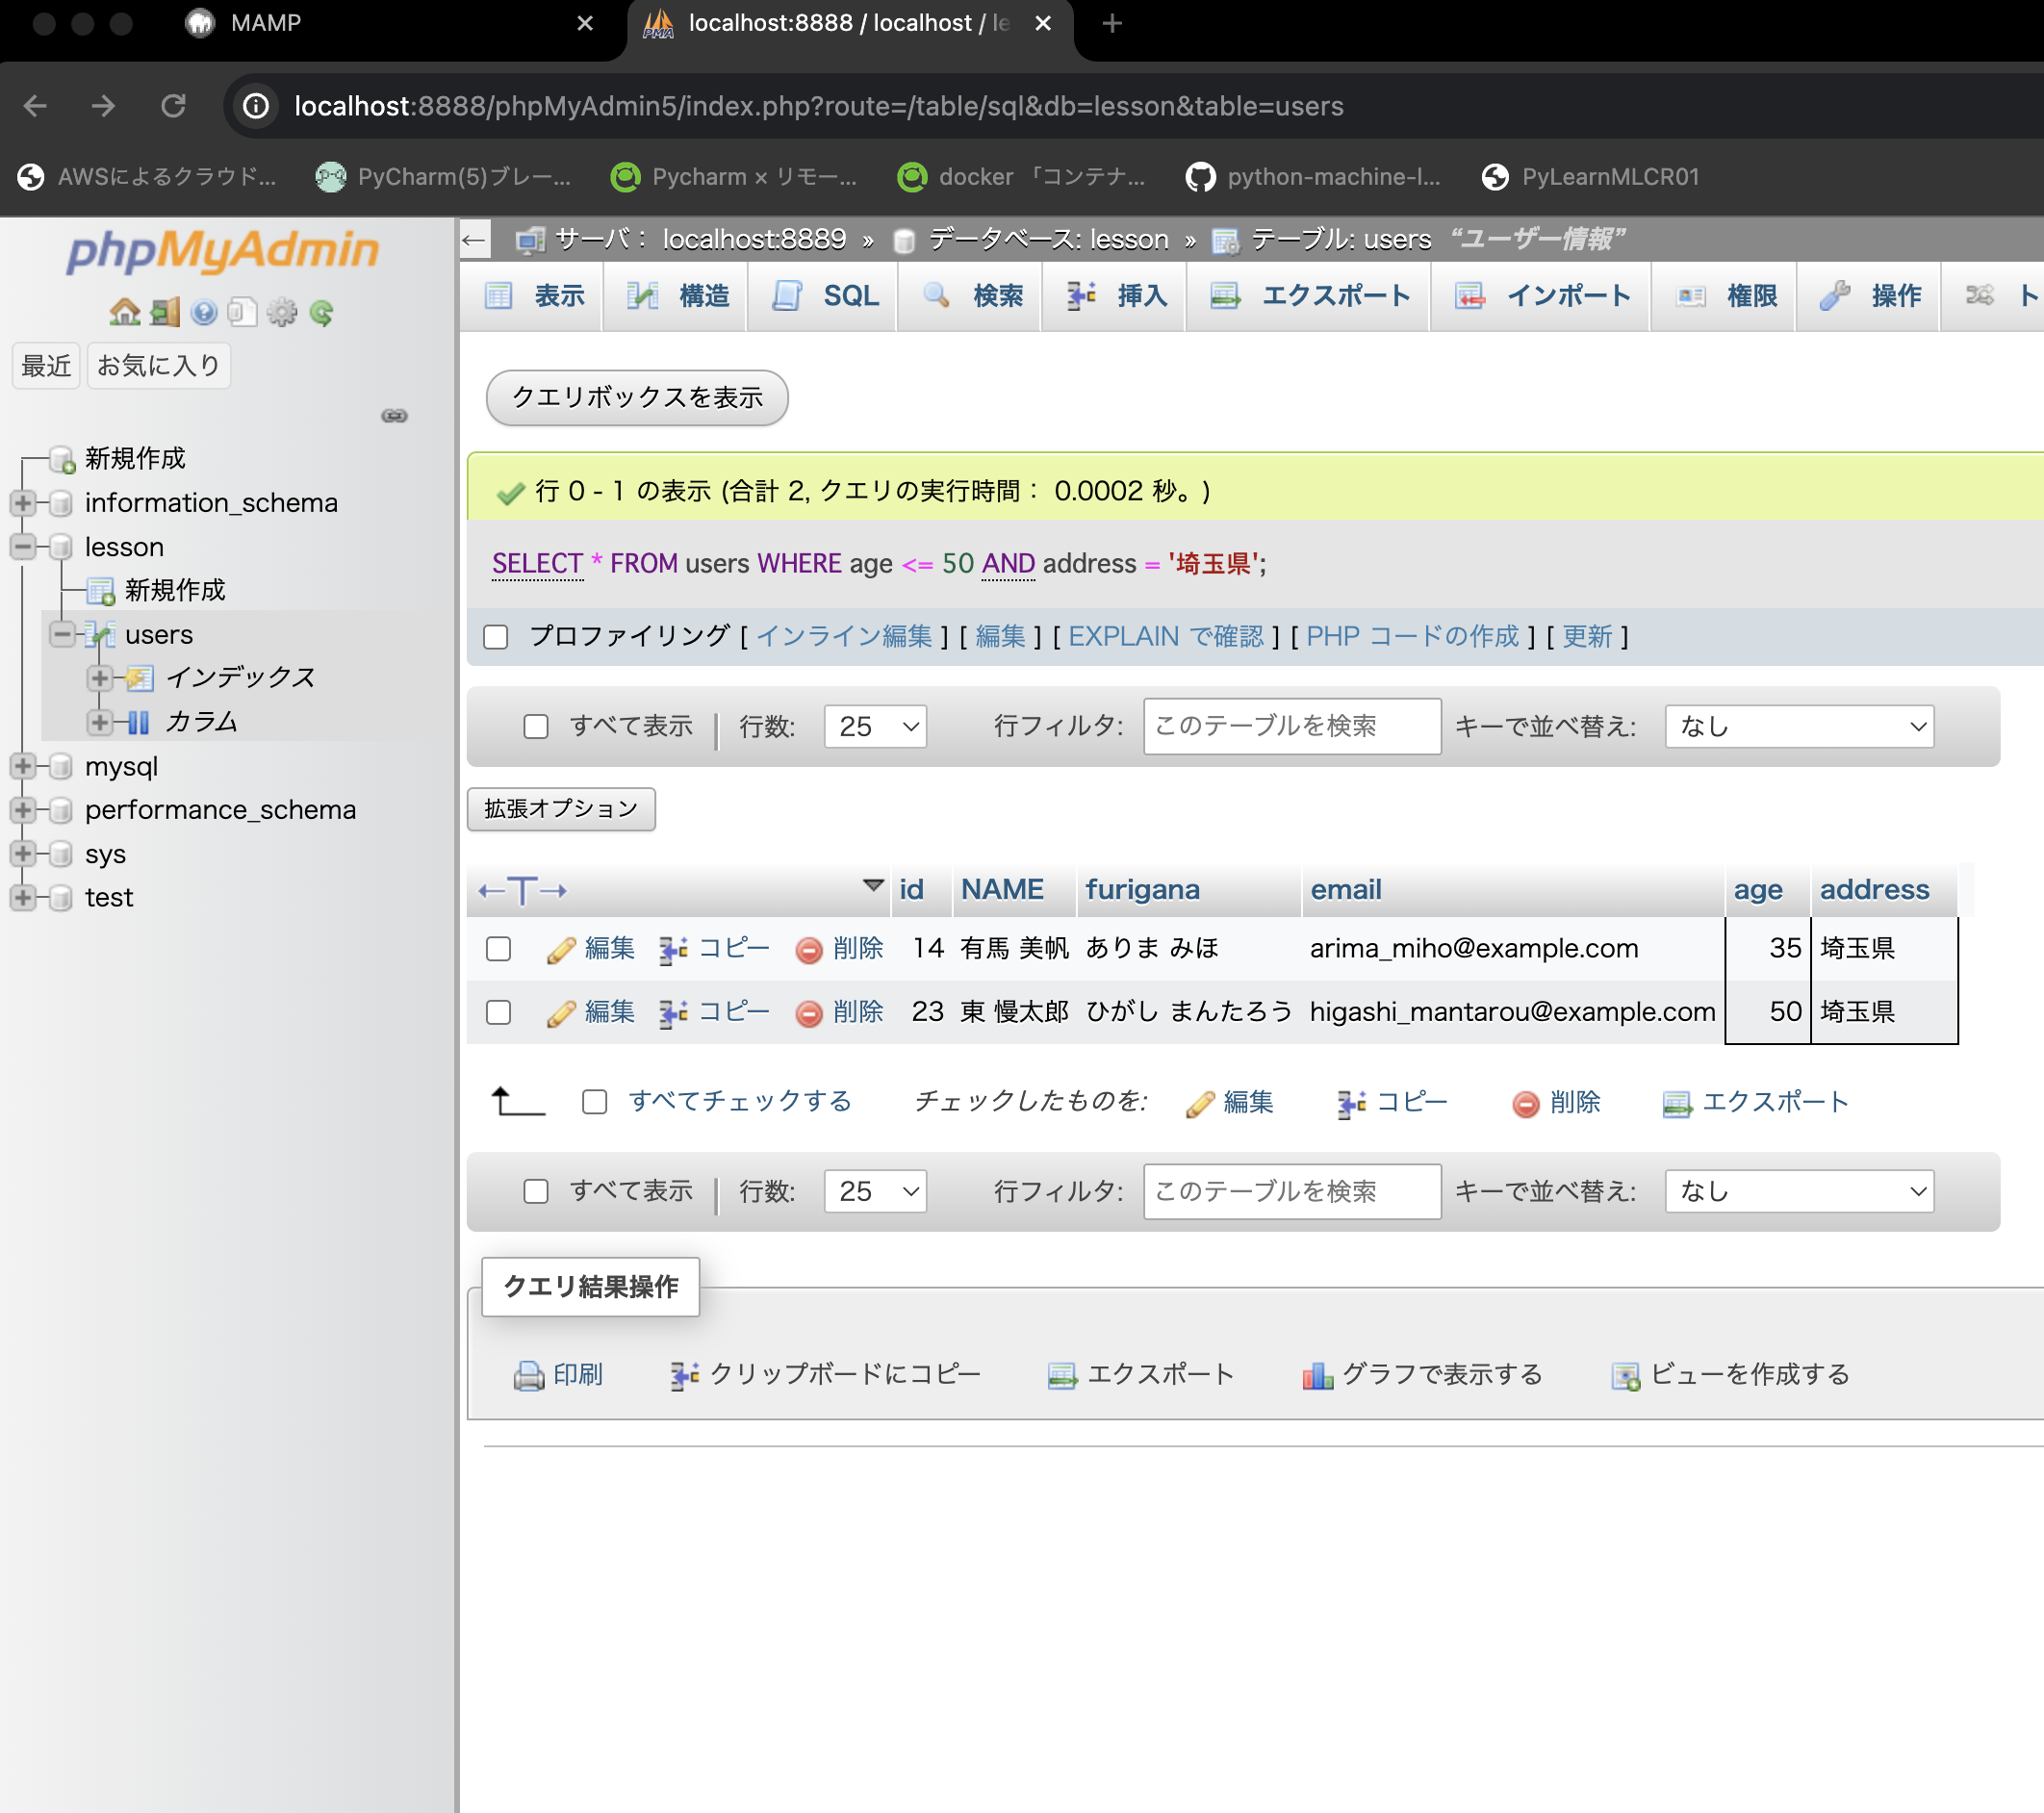 MAMP
localhost:8888 / localhost / le
localhost:8888/phpMyAdmin5/index.php?route=/table/sql&db=lesson&table=users
AWSによるクラウド... PyCharm(5)ブレー... Pycharm × リモー... docker 「コンテナ... python-machine-l... PyLearnMLCR01
phpMyAdmin
最近 お気に入り
新規作成
information_schema
lesson
新規作成
users
インデックス
カラム
mysql
performance_schema
sys
test
サーバ: localhost:8889 » データベース: lesson » テーブル: users “ユーザー情報”
表示 構造 SQL 検索 挿入 エクスポート インポート 権限 操作 ト
クエリボックスを表示
行 0 - 1 の表示 (合計 2, クエリの実行時間: 0.0002 秒。)
SELECT * FROM users WHERE age <= 50 AND address = '埼玉県';
プロファイリング [ インライン編集 ] [ 編集 ] [ EXPLAIN で確認 ] [ PHP コードの作成 ] [ 更新 ]
すべて表示 行数: 25 行フィルタ: このテーブルを検索 キーで並べ替え: なし
拡張オプション
←T→ id NAME furigana email age address
編集 コピー 削除 14 有馬 美帆 ありま みほ arima_miho@example.com 35 埼玉県
編集 コピー 削除 23 東 慢太郎 ひがし まんたろう higashi_mantarou@example.com 50 埼玉県
すべてチェックする チェックしたものを: 編集 コピー 削除 エクスポート
すべて表示 行数: 25 行フィルタ: このテーブルを検索 キーで並べ替え: なし
クエリ結果操作
印刷 クリップボードにコピー エクスポート グラフで表示する ビューを作成する